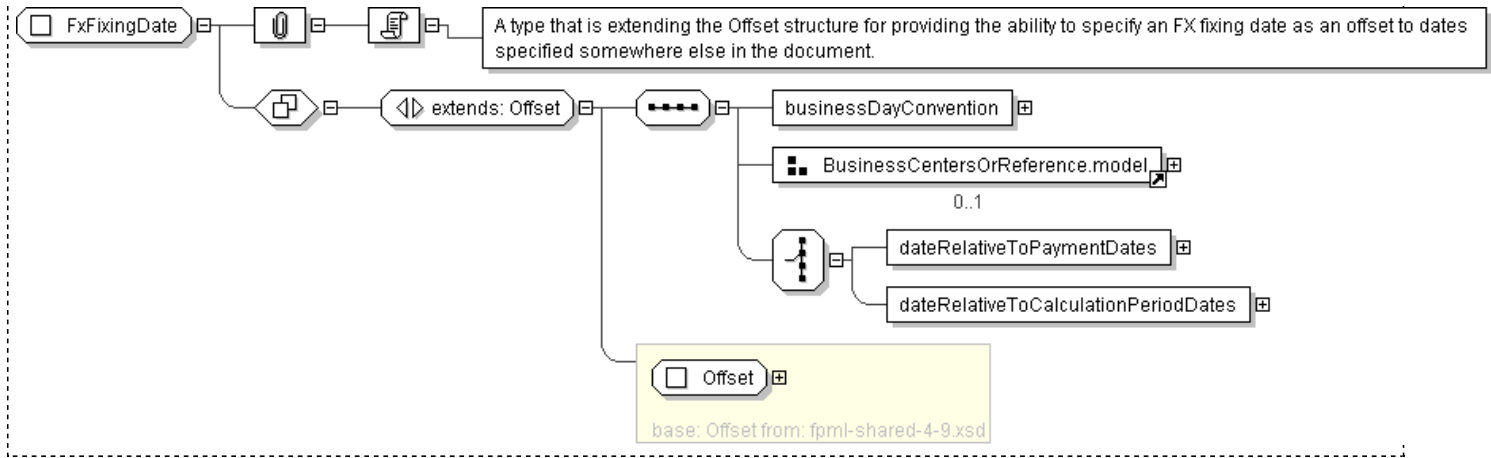 FxFixingDate
A type that is extending the Offset structure for providing the ability to specify an FX fixing date as an offset to dates
specified somewhere else in the document.
extends: Offset
businessDayConvention
BusinessCentersOrReference.model
0..1
dateRelativeToPaymentDates
dateRelativeToCalculationPeriodDates
Offset
base: Offset from: fpml-shared-4-9.xsd